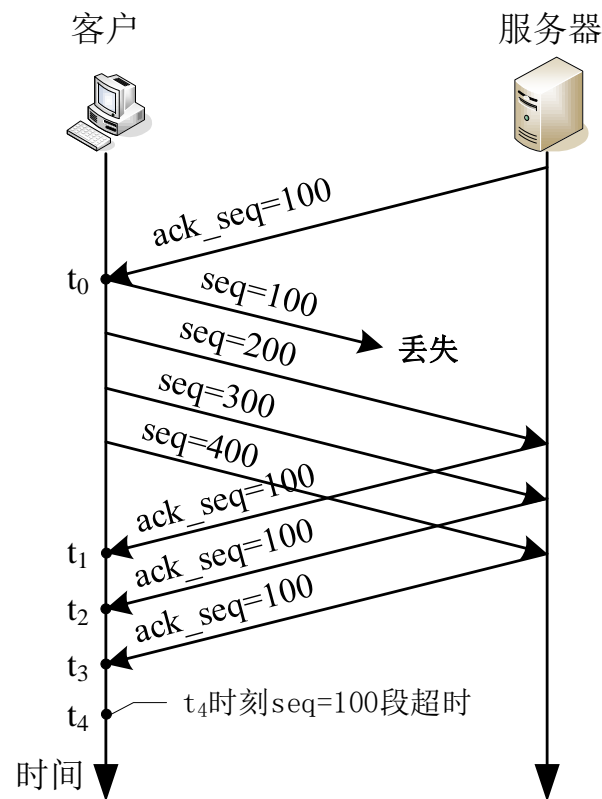 客户
服务器
ack_seq=100
t0
seq=100
丢失
seq=200
seq=300
seq=400
ack_seq=100
t1
ack_seq=100
t2
ack_seq=100
t3
t4时刻seq=100段超时
t4
时间